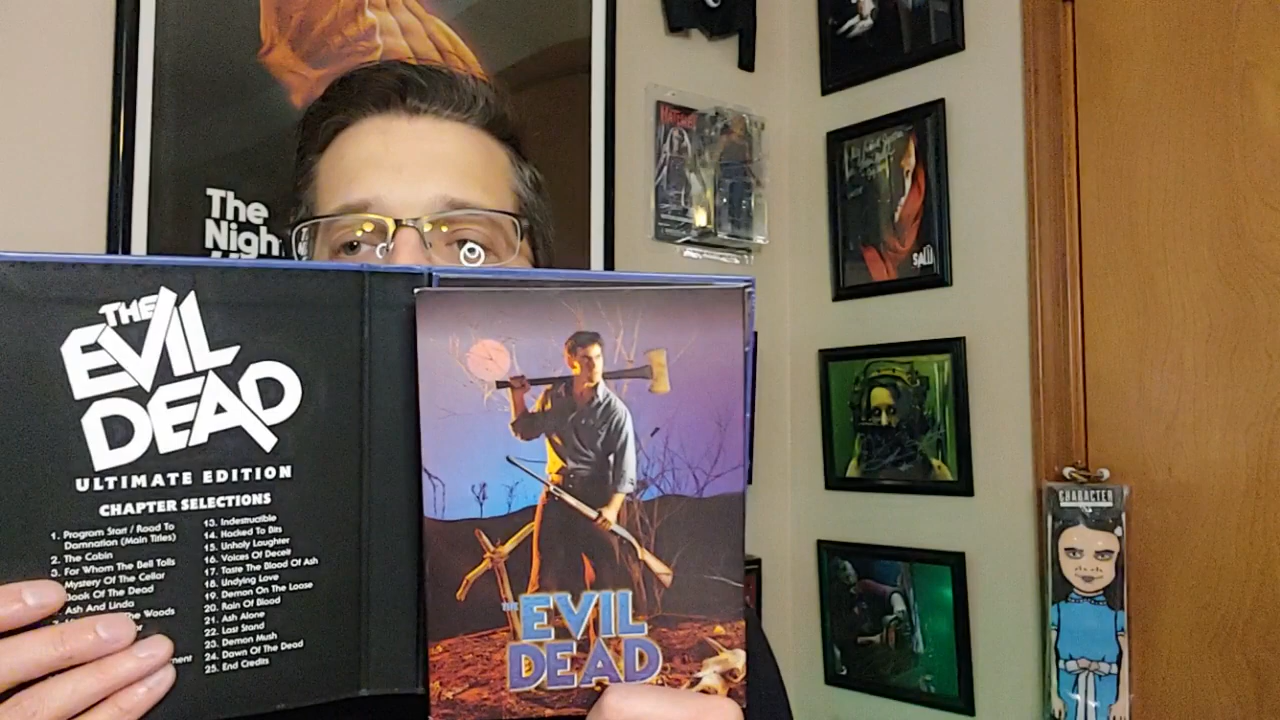 The
Nigh
THE
EVIL
DEAD
ULTIMATE EDITION
CHAPTER SELECTIONS
1. Program Start / Road To
Damnation (Main Titles)
2. The Cabin
3. For Whom The Bell Tolls
Mystery Of The Cellar
Book Of The Dead
Ash And Linda
The Woods
13. Indestructible
14. Hacked To Bits
15. Unholy Laughter
16. Voices Of Deceit
17. Taste The Blood Of Ash
18. Undying Love
19. Demon On The Loose
20. Rain Of Blood
21. Ash Alone
22. Last Stand
23. Demon Mush
24. Dawn Of The Dead
25. End Credits
THE
EVIL
DEAD
SAW
CHARACTER